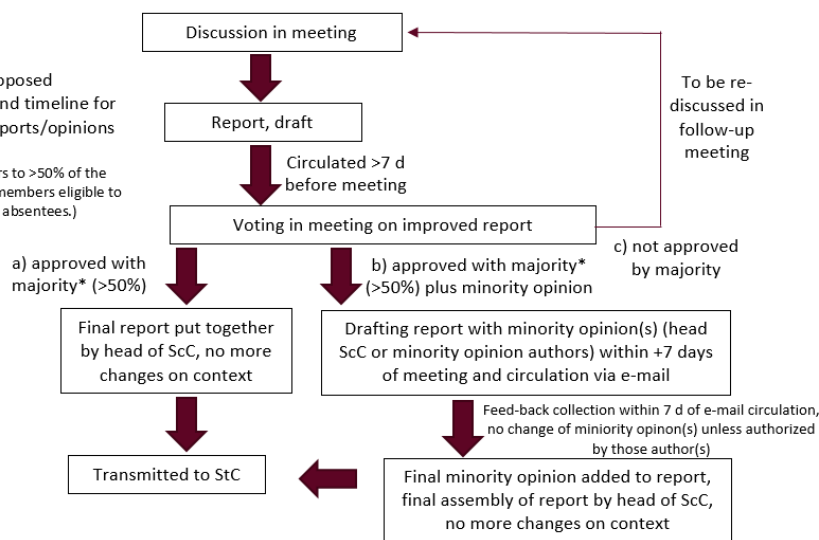 Discussion in meeting
posed
nd timeline for
ports/opinions
To be re-
discussed in
follow-up
meeting
Report, draft
Circulated >7 d
before meeting
rs to >50% of the
members eligible to
absentees.)
Voting in meeting on improved report
a) approved with
majority* (>50%)
b) approved with majority*
(>50%) plus minority opinion
c) not approved
by majority
Final report put together
by head of ScC, no more
changes on context
Drafting report with minority opinion(s) (head
ScC or minority opinion authors) within +7 days
of meeting and circulation via e-mail
Feed-back collection within 7 d of e-mail circulation,
no change of miniority opinon(s) unless authorized
by those author(s)
Transmitted to StC
Final minority opinion added to report,
final assembly of report by head of ScC,
no more changes on context